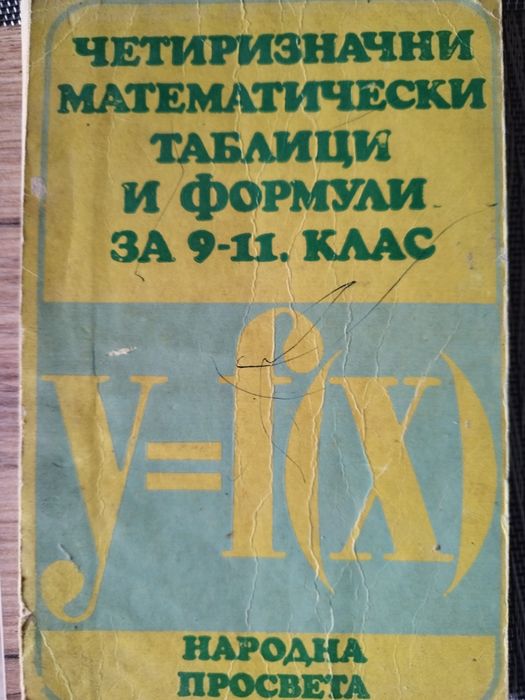 ЧЕТИРИЗНАЧНИ
МАТЕМАТИЧЕСКИ
ТАБЛИЦИ
И ФОРМУЛИ
ЗА 9-11. КЛАС
y=f(x)
НАРОДНА
ПРОСВЕТА